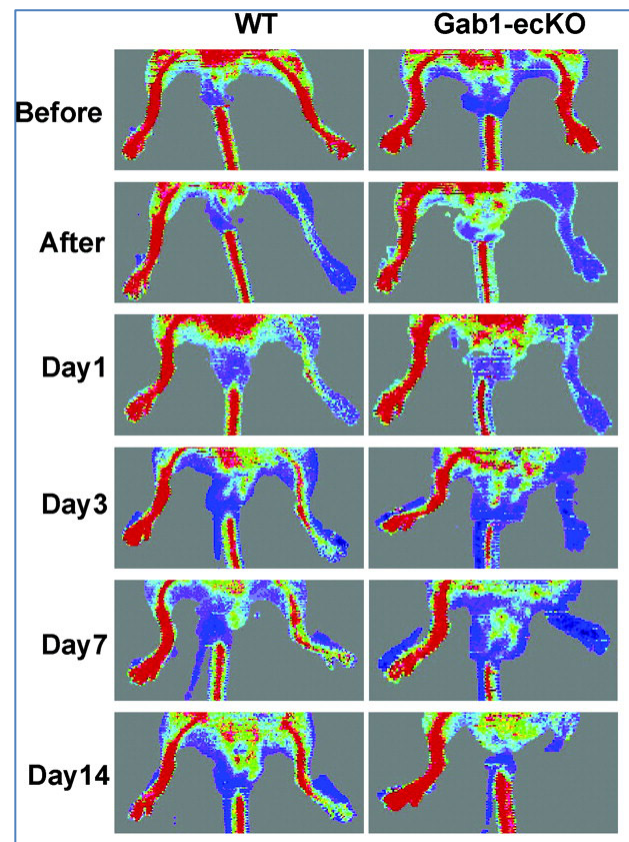 WT Gab1-ecKO
Before
After
Day1
Day3
Day7
Day14